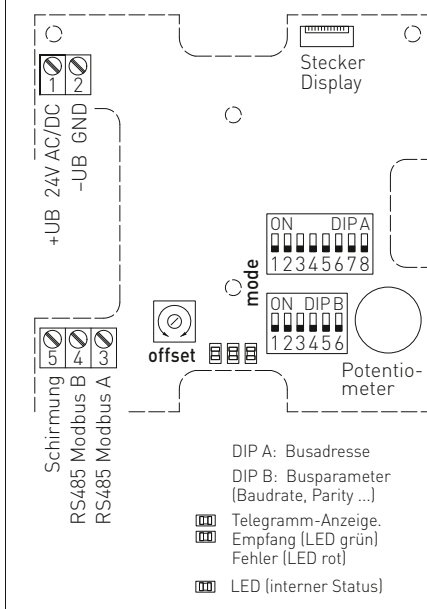 Stecker
Display
1 2
+UB 24V AC/DC
–UB GND
ON DIP A
1 2 3 4 5 6 7 8
mode
ON DIP B
1 2 3 4 5 6
offset
Potentio-
meter
5 4 3
Schirmung
RS485 Modbus B
RS485 Modbus A
DIP A: Busadresse
DIP B: Busparameter
(Baudrate, Parity ...)
Telegramm-Anzeige.
Empfang (LED grün)
Fehler (LED rot)
LED (interner Status)